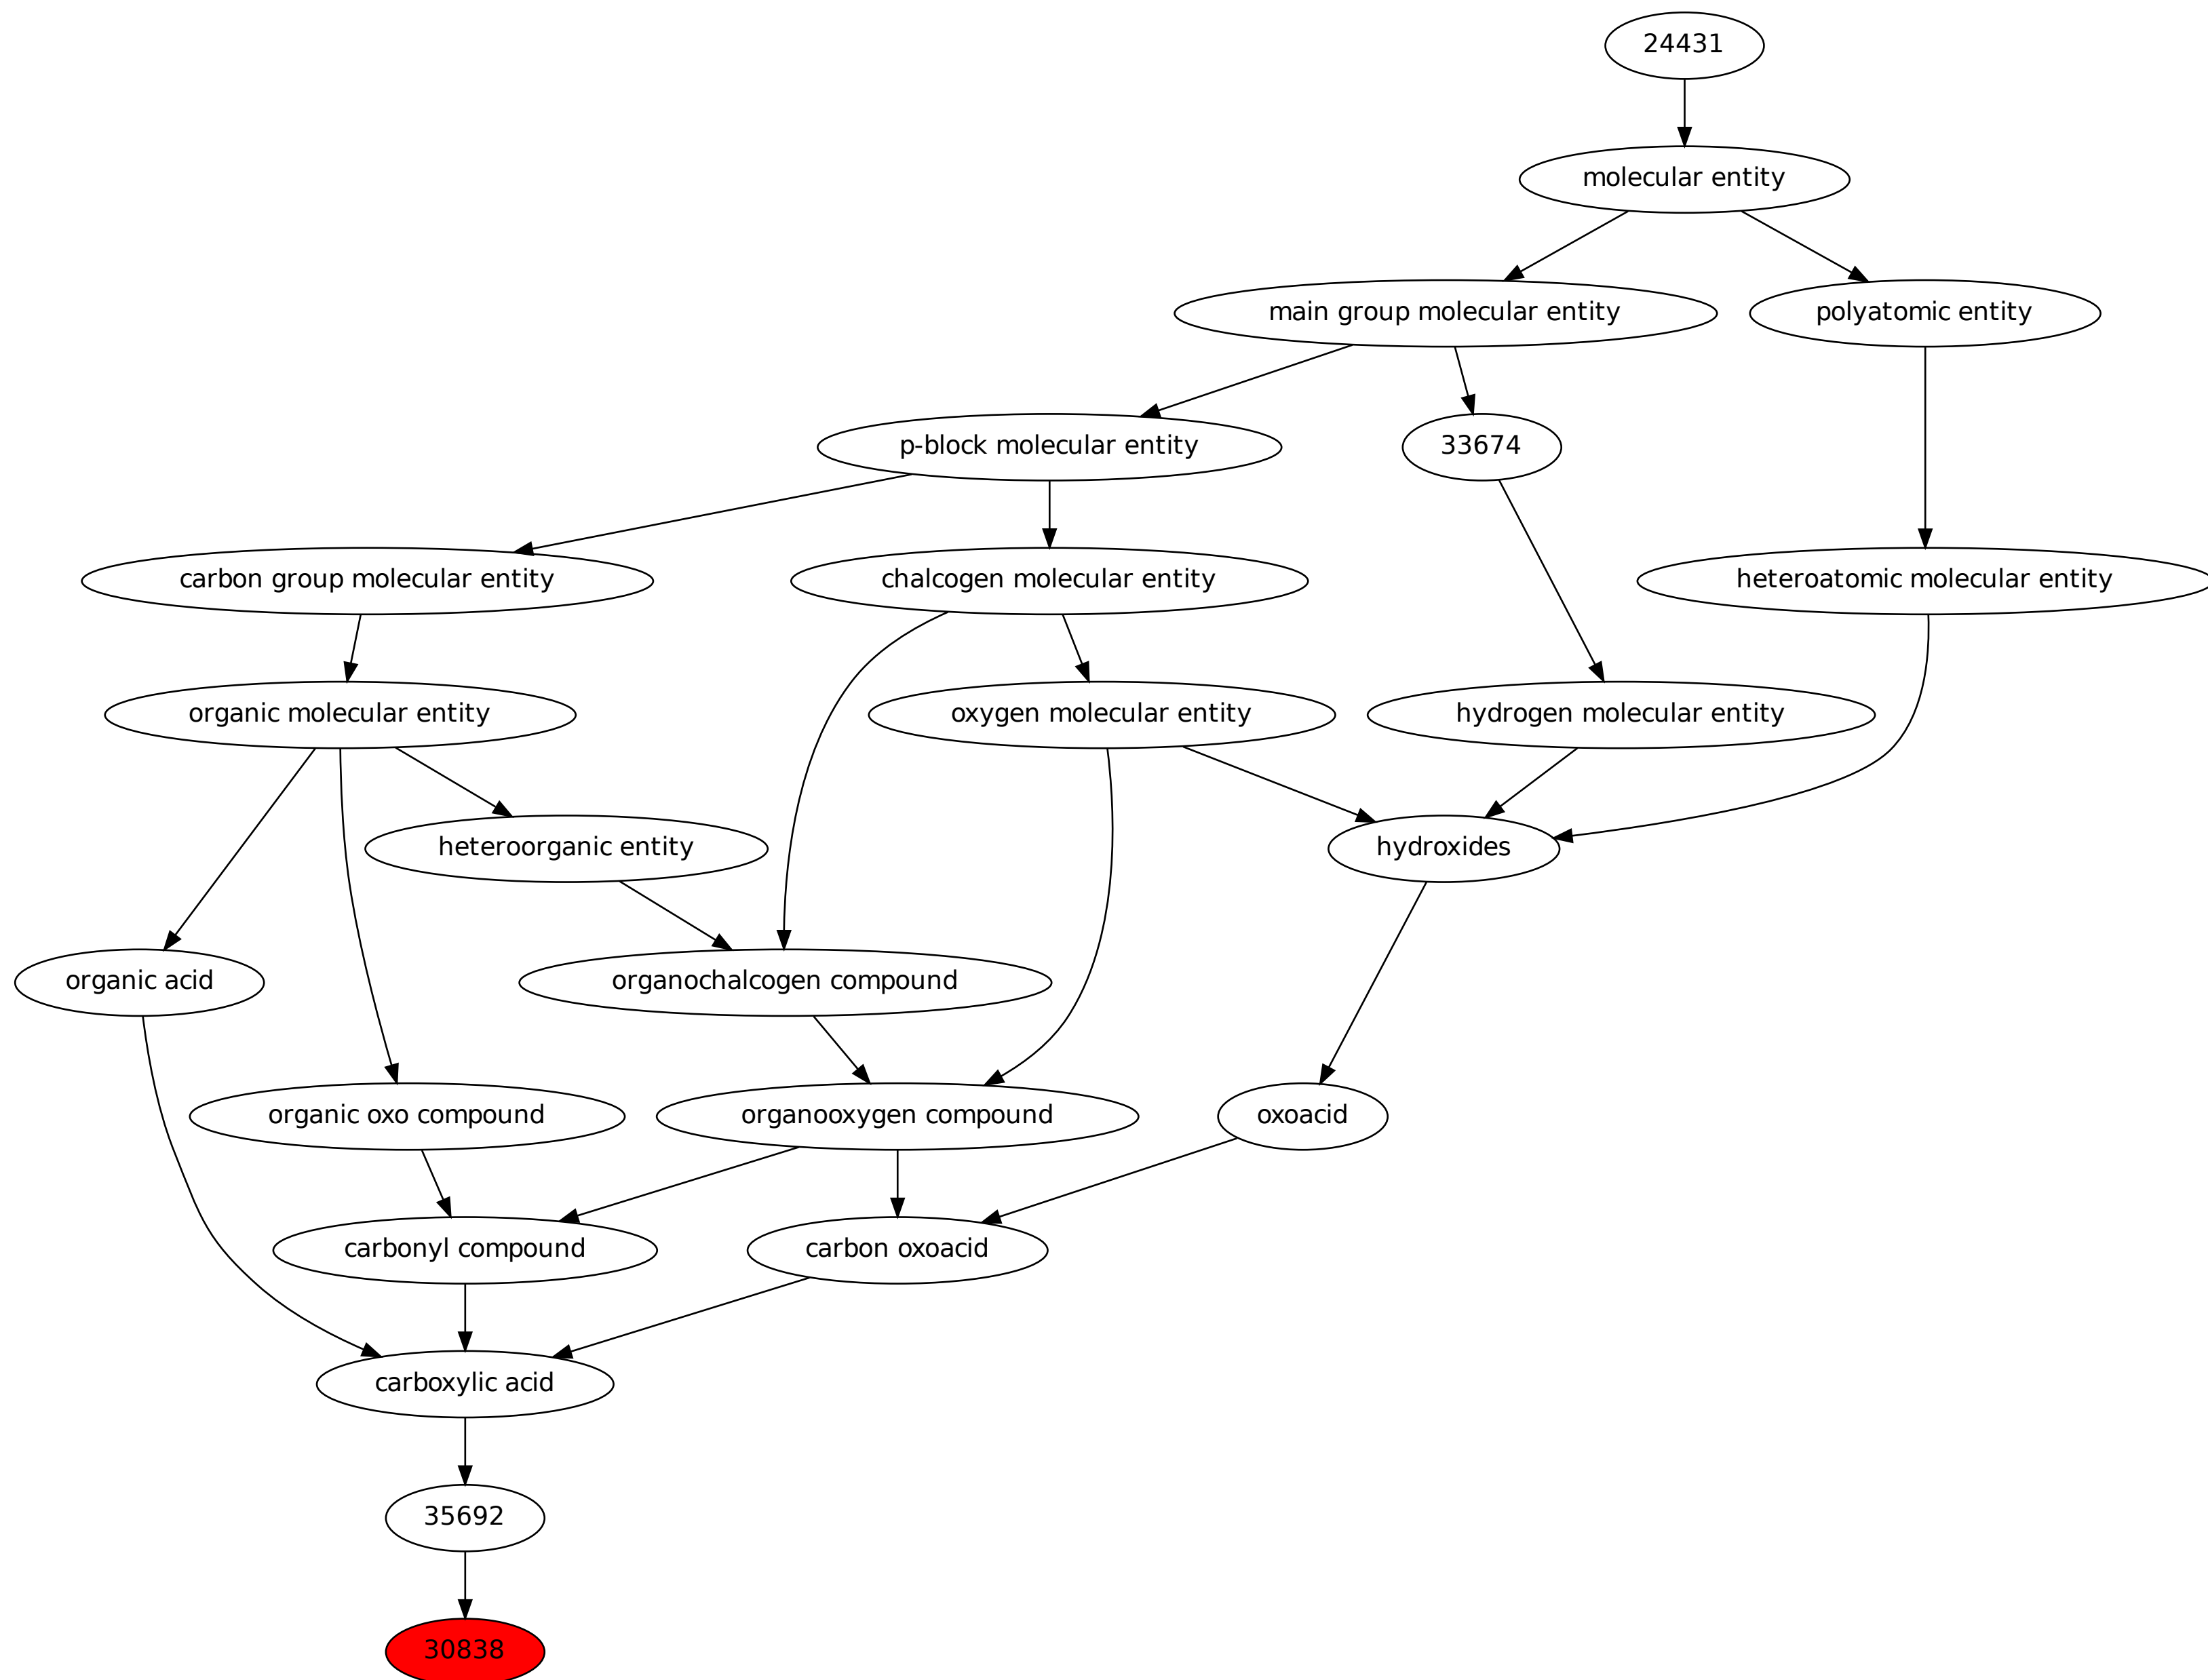 24431
molecular entity
main group molecular entity
polyatomic entity
p-block molecular entity
33674
carbon group molecular entity
chalcogen molecular entity
heteroatomic molecular entity
organic molecular entity
oxygen molecular entity
hydrogen molecular entity
heteroorganic entity
hydroxides
organic acid
organochalcogen compound
organic oxo compound
organooxygen compound
oxoacid
carbonyl compound
carbon oxoacid
carboxylic acid
35692
30838